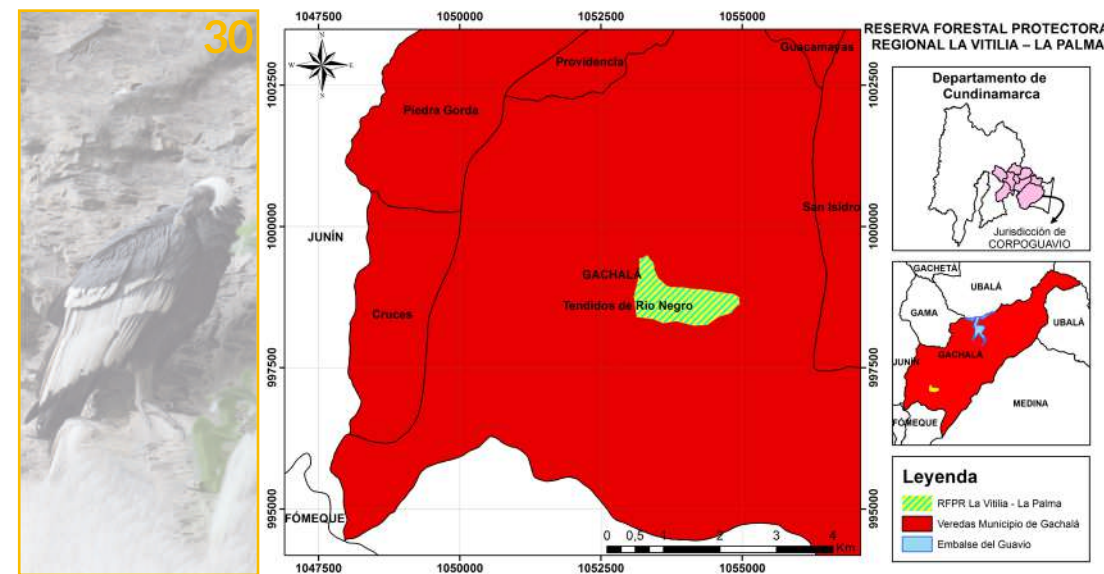 30
1047500 1050000 1052500 1055000
RESERVA FORESTAL PROTECTORA
REGIONAL LA VITILIA – LA PALMA
N
W E
S
1002500 1000000 997500 995000
Guacamayas
Providencia
Piedra Gorda
San Isidro
JUNÍN
GACHALÁ
Tendidos de Rio Negro
Cruces
FÓMEQUE
0 0,5 1 2 3 4
Km
1002500 1000000 997500 995000
1047500 1050000 1052500 1055000
Departamento de
Cundinamarca
Jurisdicción de
CORPOGUAVIO
GACHETÁ
UBALÁ
GAMA
UBALÁ
JUNÍN
GACHALÁ
MEDINA
FÓMEQUE
Leyenda
RFPR La Vitilia - La Palma
Veredas Municipio de Gachalá
Embalse del Guavio